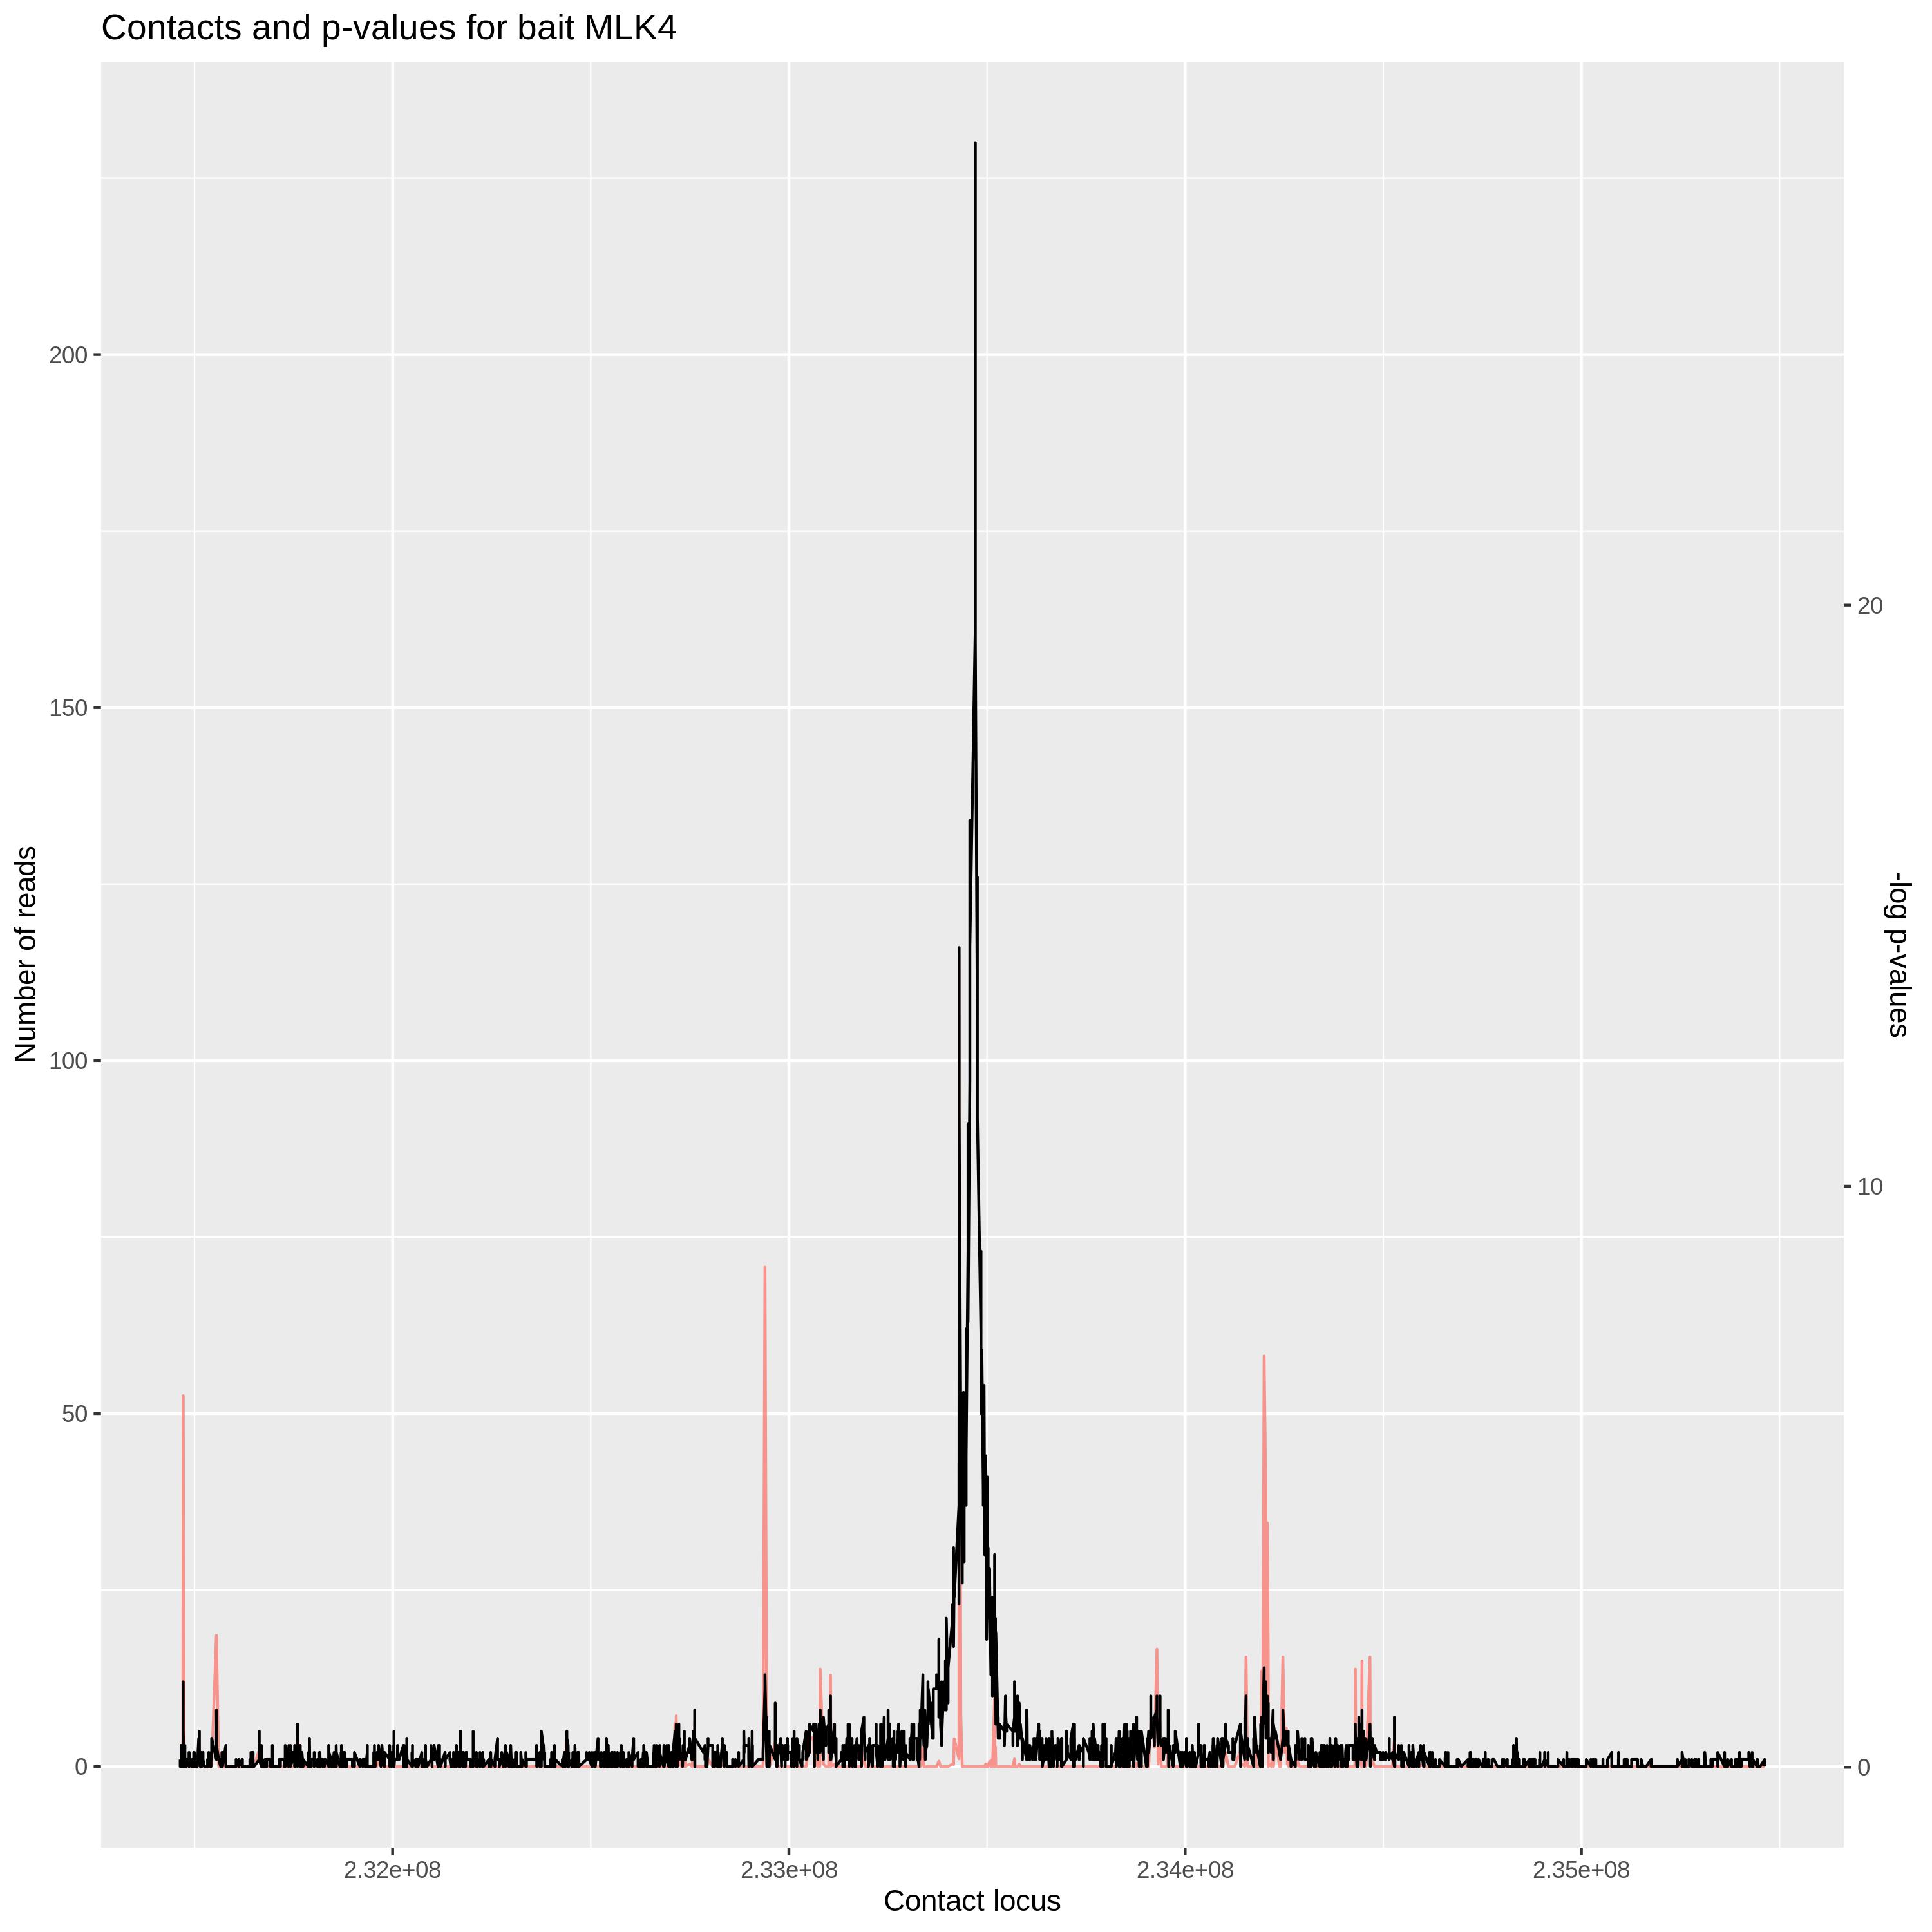 Contacts and p-values for bait MLK4
Number of reads
200
150
100
50
0
20
10
0
-log p-values
2.32e+08
2.33e+08
2.34e+08
2.35e+08
Contact locus